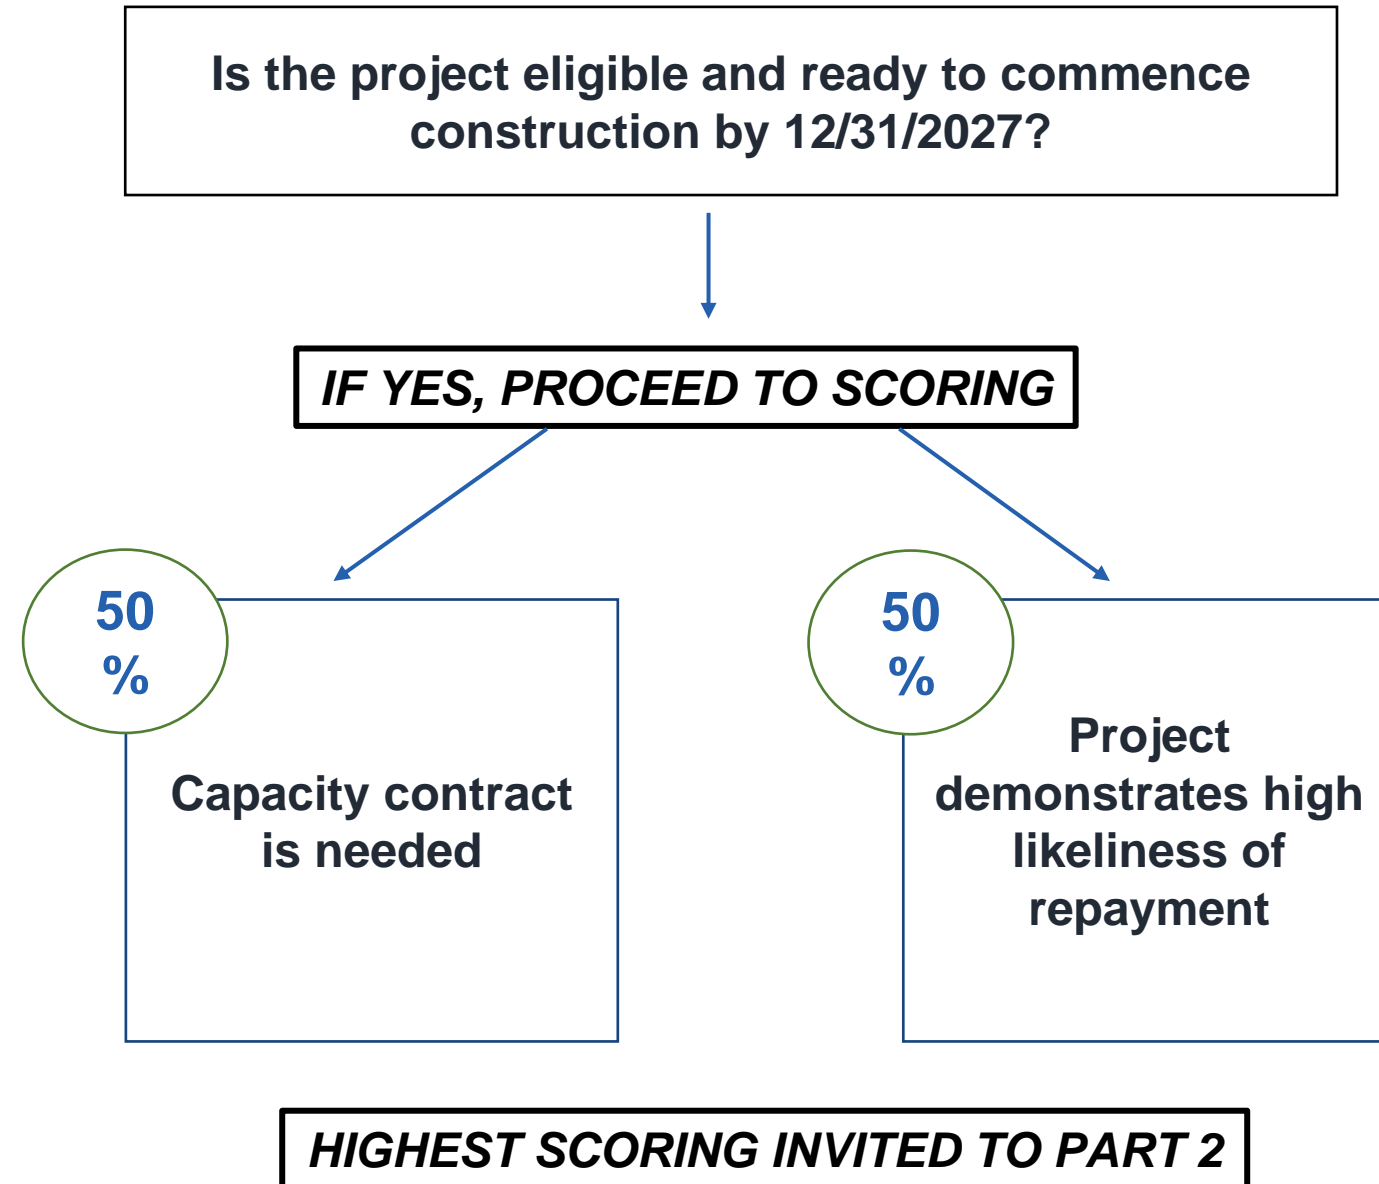 Is the project eligible and ready to commence
construction by 12/31/2027?
IF YES, PROCEED TO SCORING
50
%
Capacity contract
is needed
50
%
Project
demonstrates high
likeliness of
repayment
HIGHEST SCORING INVITED TO PART 2